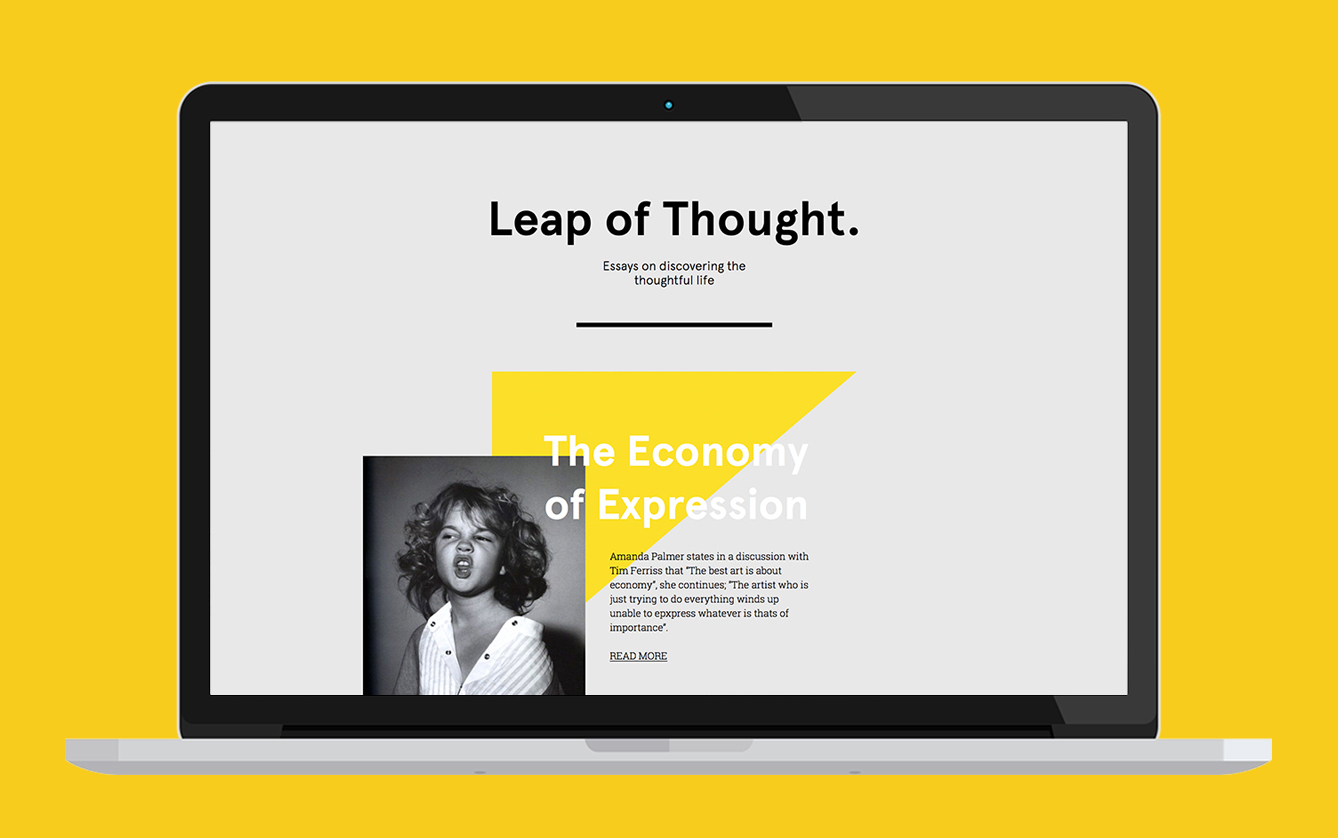 Leap of Thought.
Essays on discovering the
thoughtful life
The Economy
of Expression
Amanda Palmer states in a discussion with
Tim Ferriss that “The best art is about
economy”, she continues; “The artist who is
just trying to do everything winds up
unable to epxpress whatever is thats of
importance”.
READ MORE